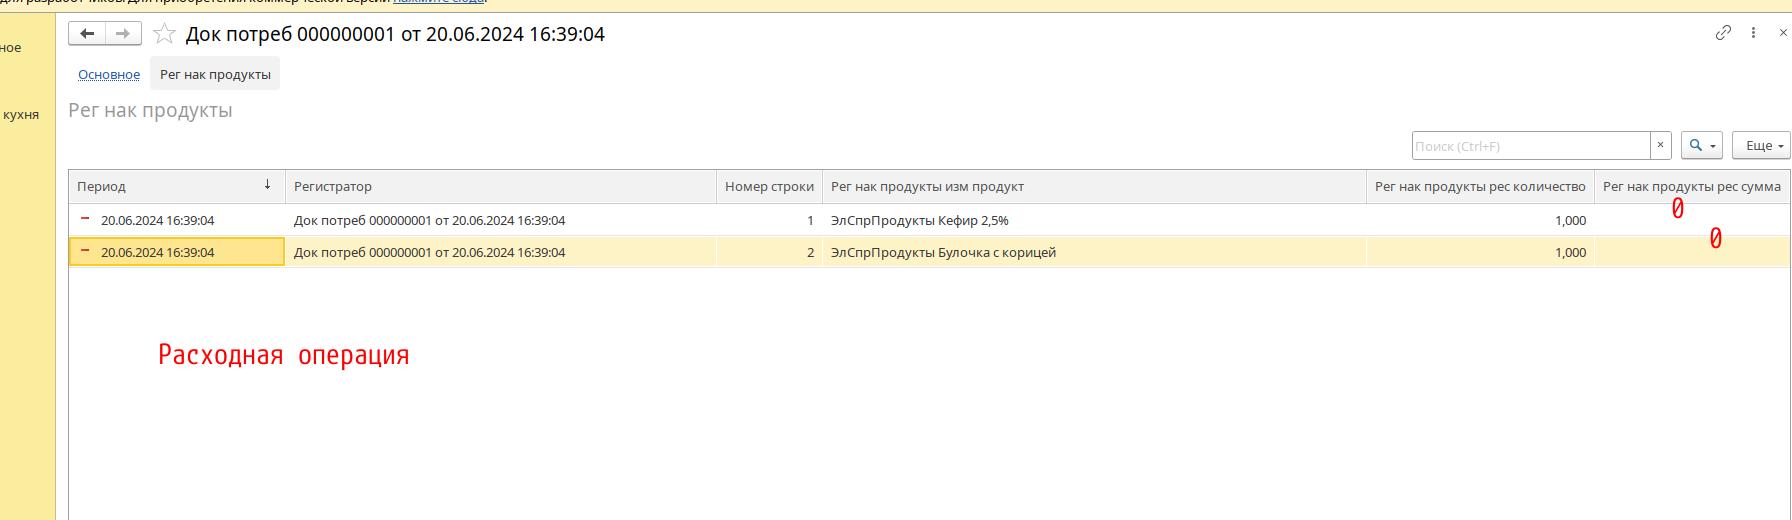 для разработчиков. Для приобретения коммерческой версии нажмите сюда.
ное
Док потреб 000000001 от 20.06.2024 16:39:04
Основное Рег нак продукты
кухня
Рег нак продукты
Поиск (Ctrl+F) × Еще
Период ↓ Регистратор Номер строки Рег нак продукты изм продукт Рег нак продукты рес количество Рег нак продукты рес сумма
20.06.2024 16:39:04 Док потреб 000000001 от 20.06.2024 16:39:04 1 ЭлСпрПродукты Кефир 2,5% 1,000 0
20.06.2024 16:39:04 Док потреб 000000001 от 20.06.2024 16:39:04 2 ЭлСпрПродукты Булочка с корицей 1,000 0
Расходная операция